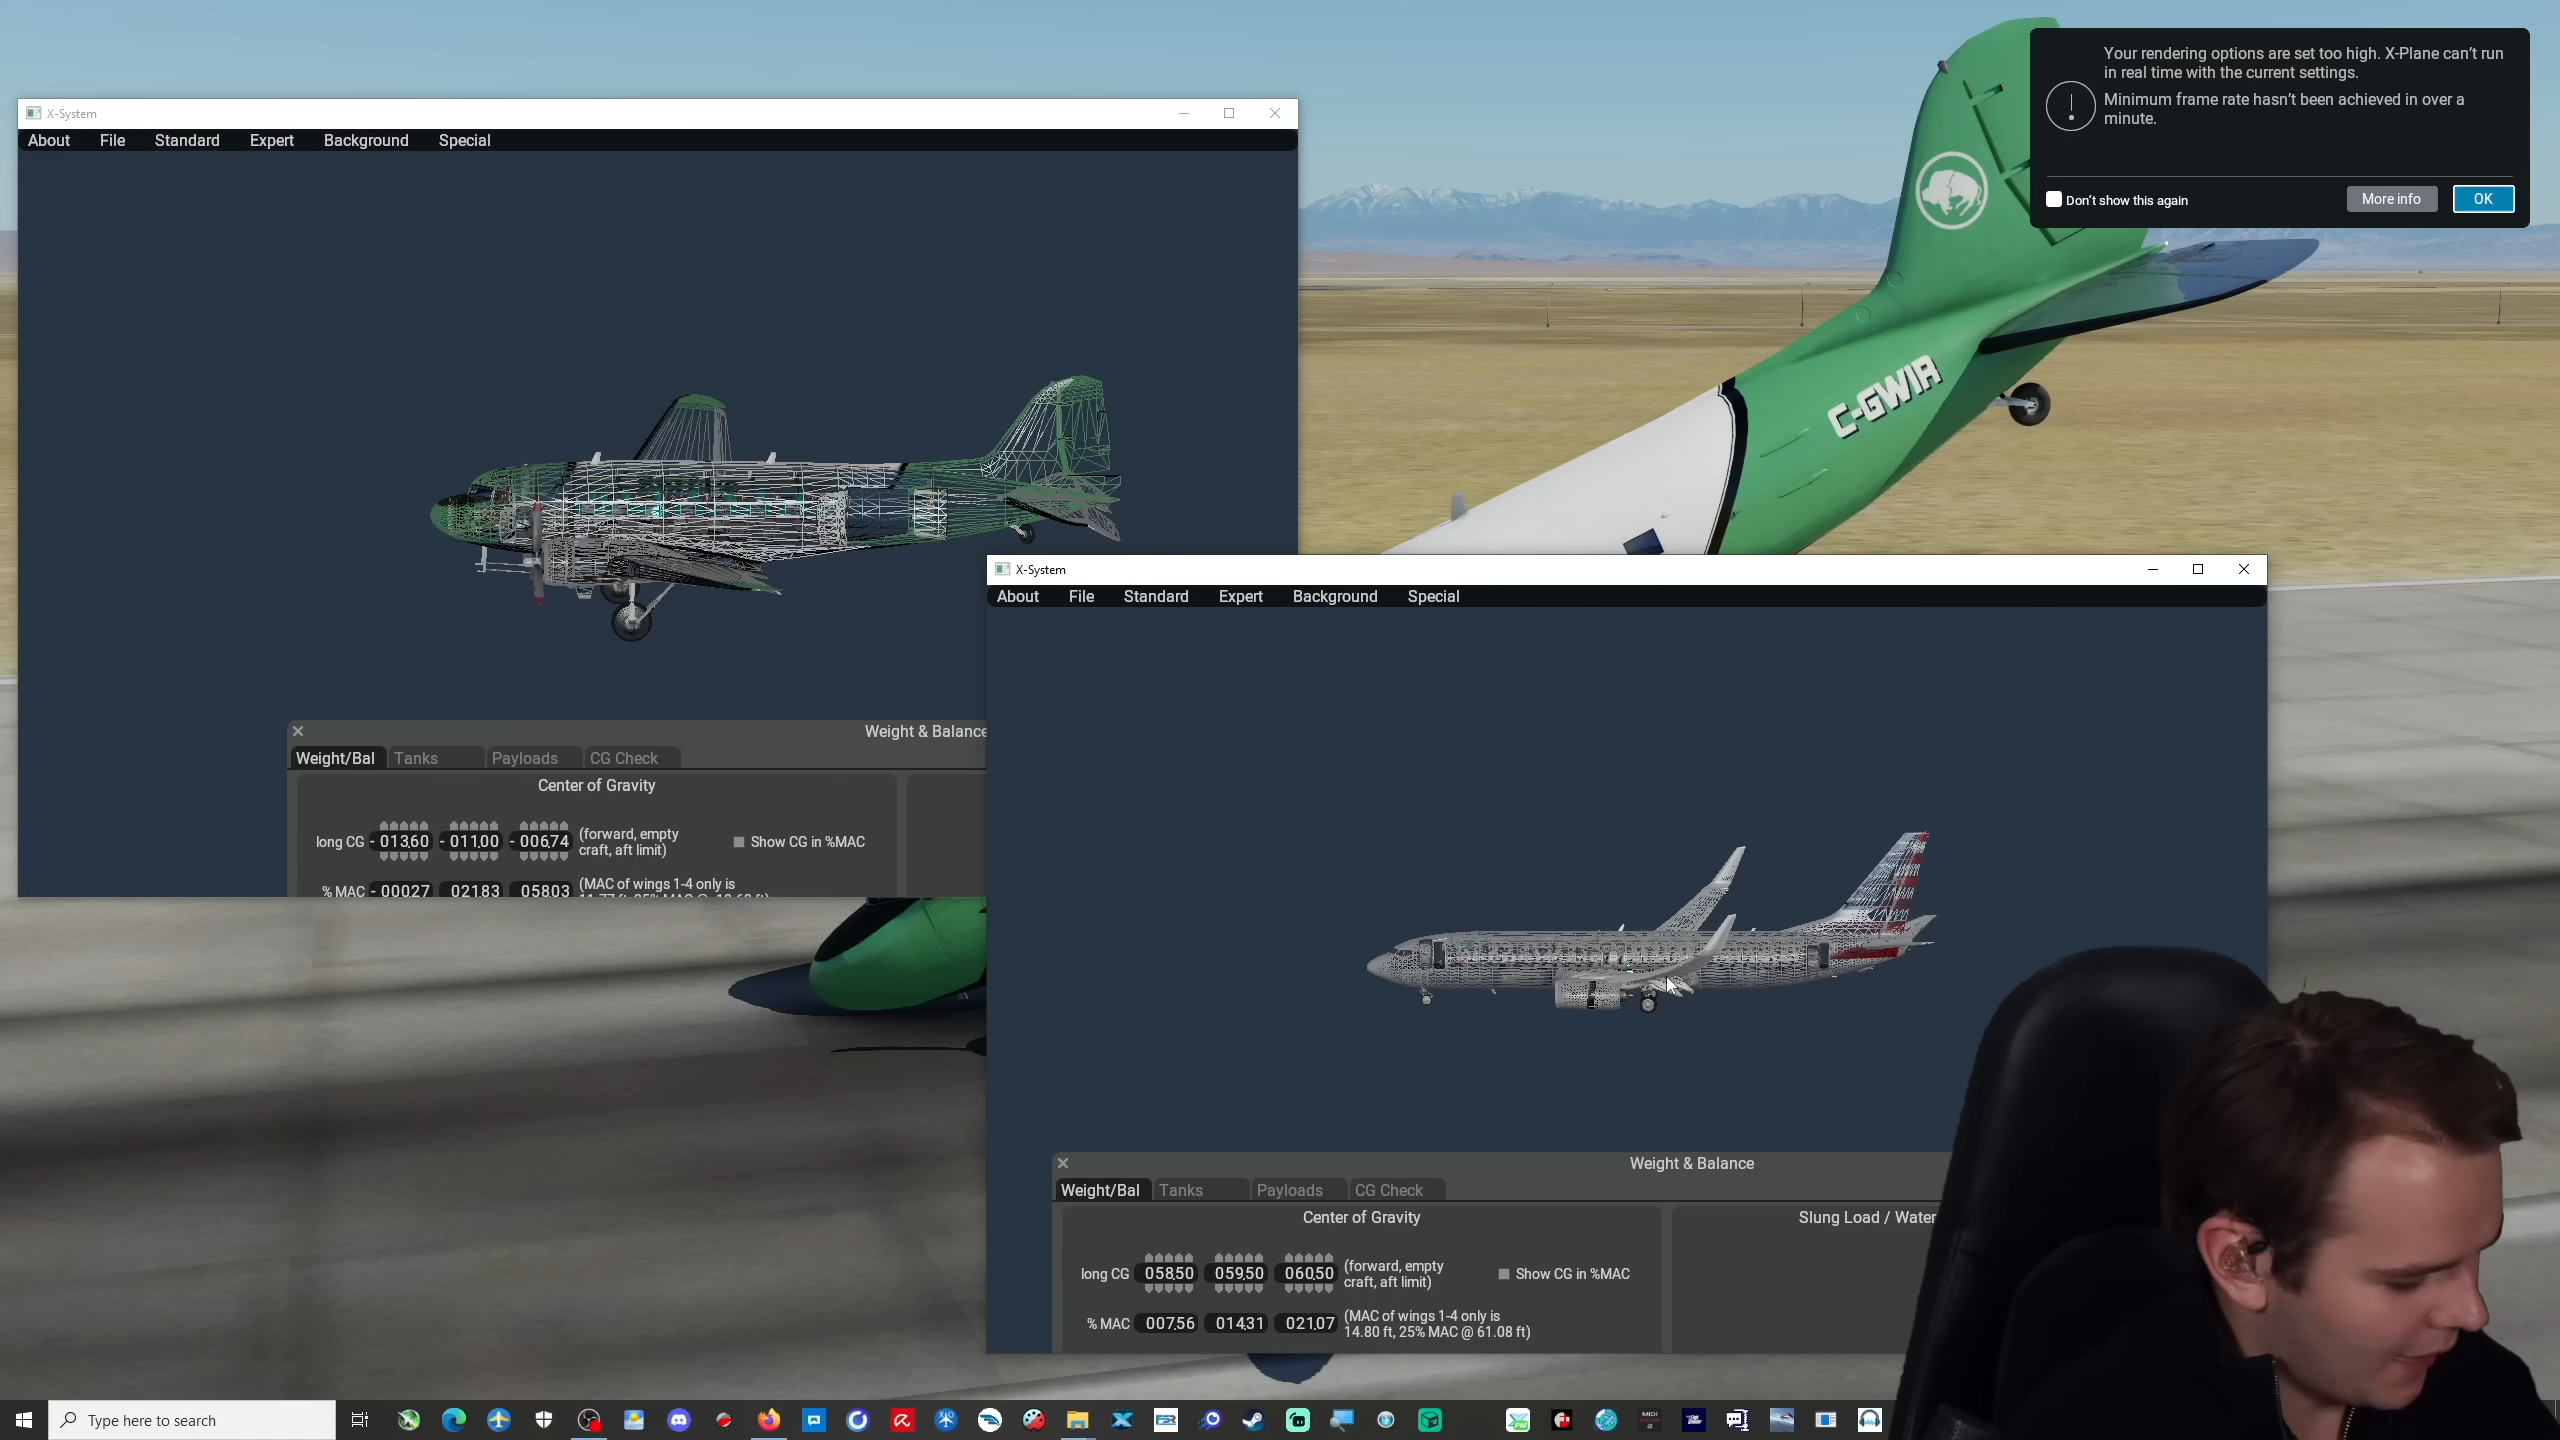 Your rendering options are set too high. X-Plane can't run
in real time with the current settings.
Minimum frame rate hasn't been achieved in over a
minute.
Don't show this again
More info
OK
C-GWIR
X-System
About File Standard Expert Background Special
Weight & Balance
Weight/Bal Tanks Payloads CG Check
Center of Gravity
long CG -013.60 -011.00 -006.74 (forward, empty
craft, aft limit)
Show CG in %MAC
% MAC -000.27 021.83 058.03 (MAC of wings 1-4 only is
X-System
About File Standard Expert Background Special
Weight & Balance
Weight/Bal Tanks Payloads CG Check
Center of Gravity
Slung Load / Water
long CG 058.50 059.50 060.50 (forward, empty
craft, aft limit)
Show CG in %MAC
% MAC 007.56 014.31 021.07 (MAC of wings 1-4 only is
14.80 ft, 25% MAC @ 61.08 ft)
Type here to search